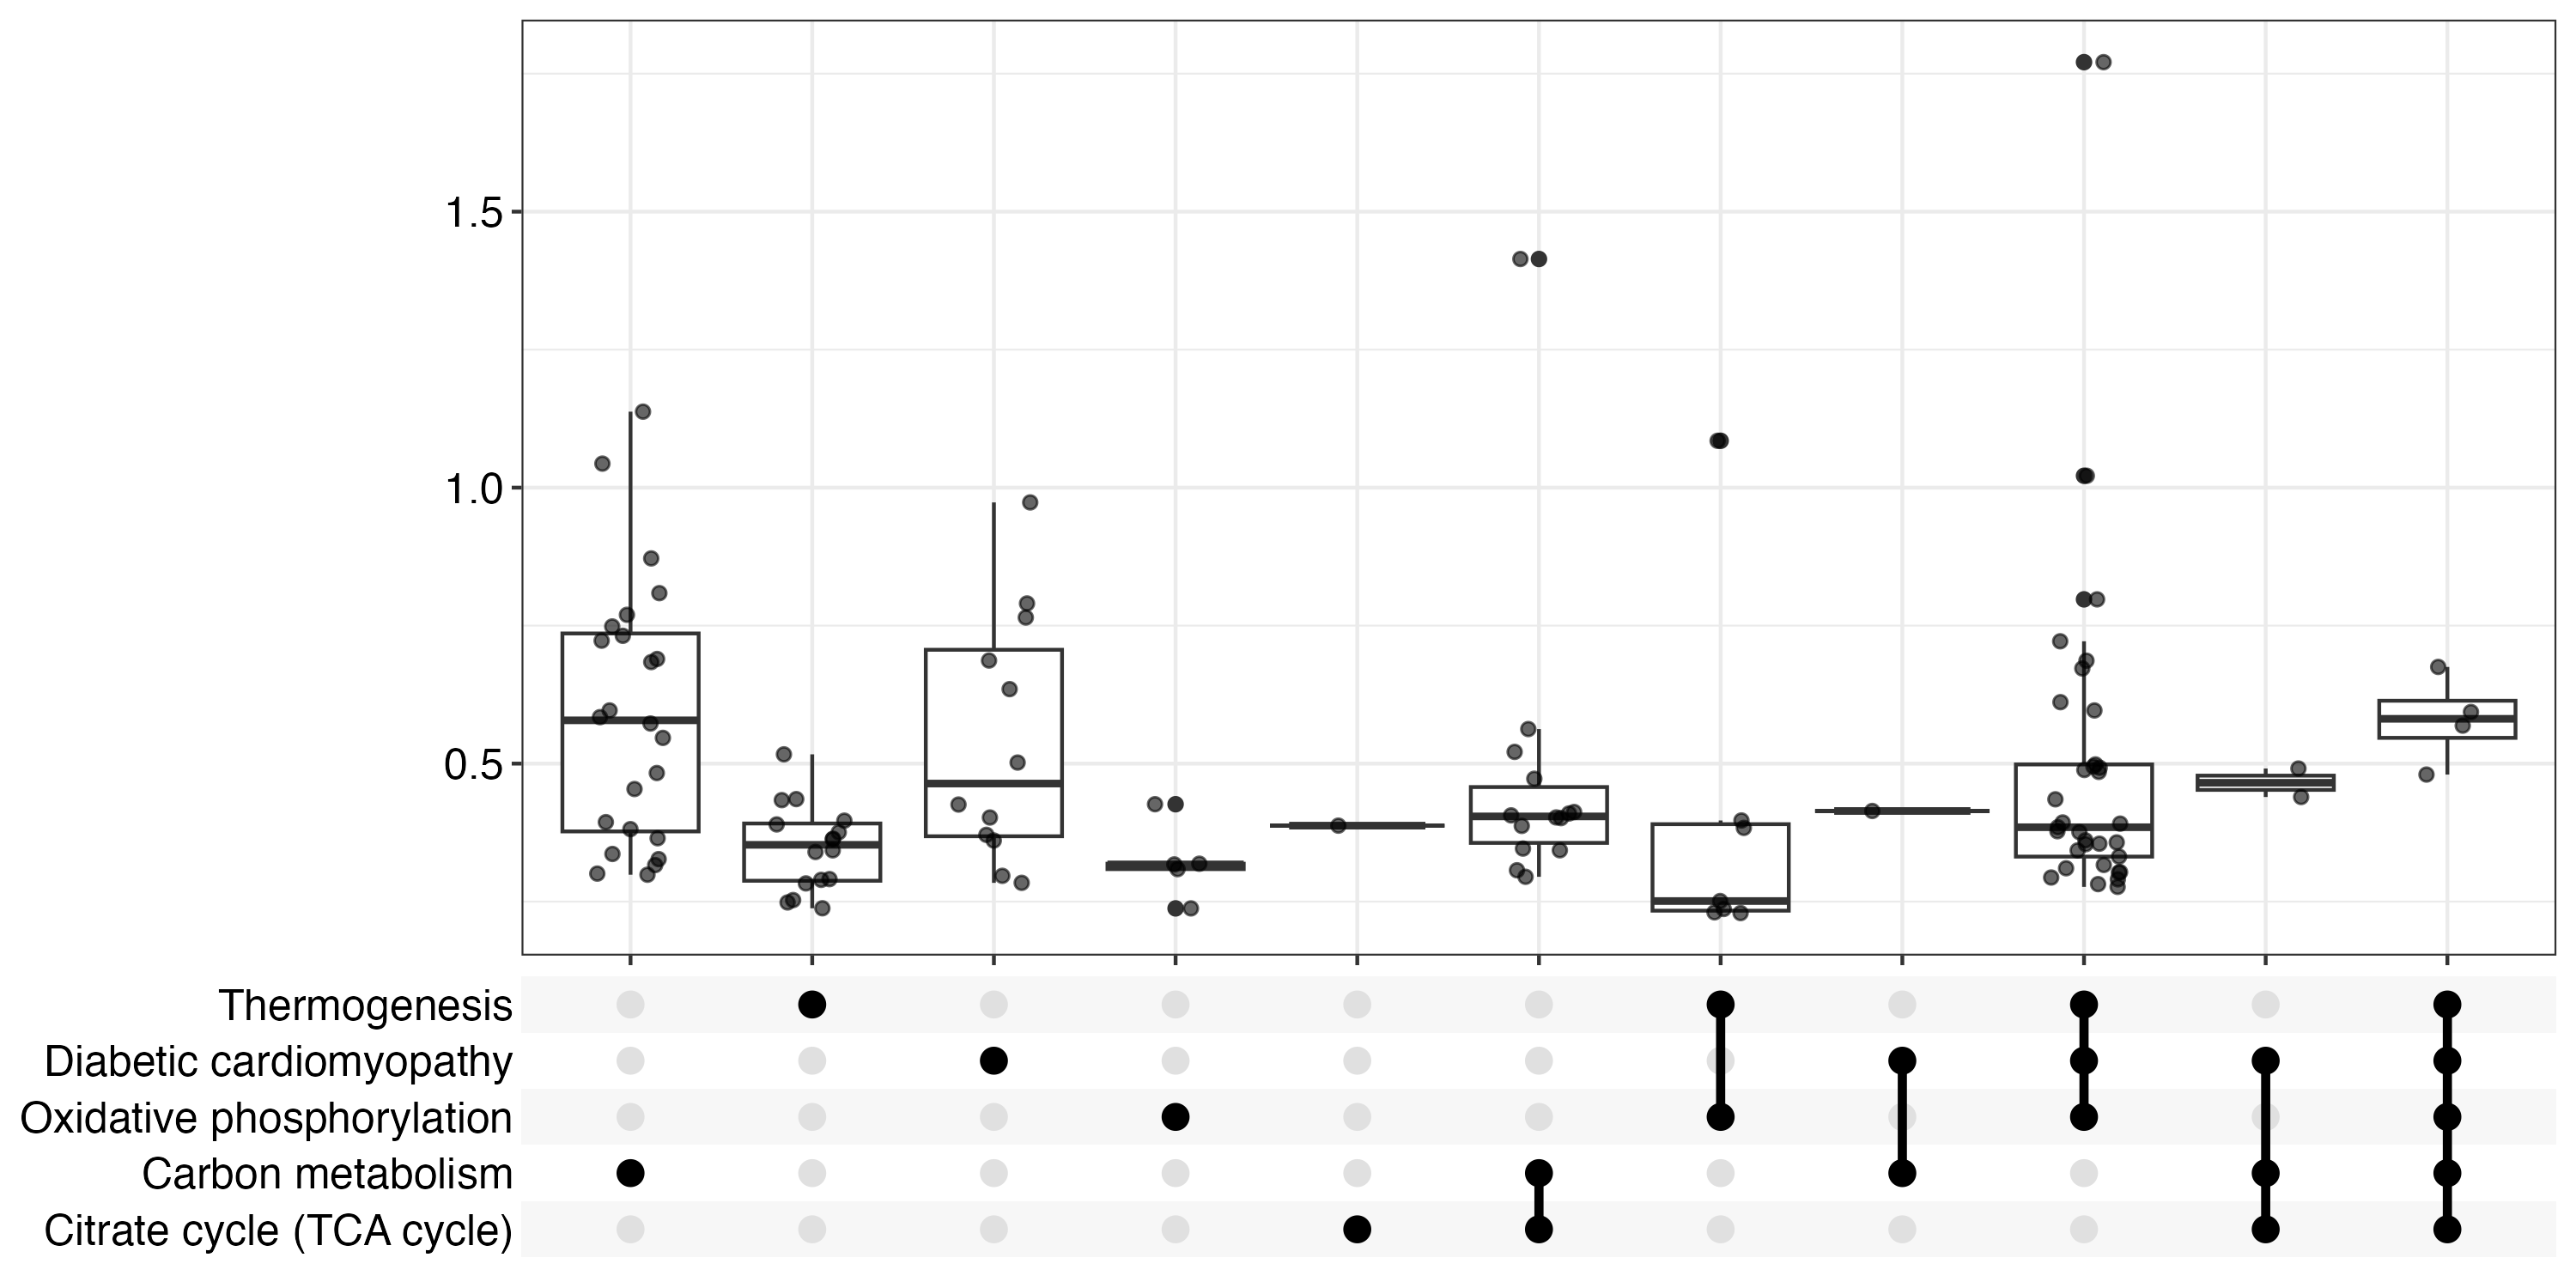 1.5
1.0
0.5
Thermogenesis
Diabetic cardiomyopathy
Oxidative phosphorylation
Carbon metabolism
Citrate cycle (TCA cycle)